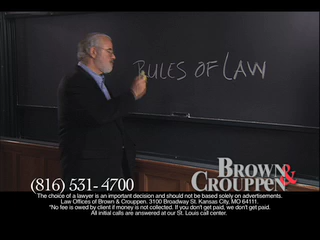 RULES OF LAW
BROWN&
CROUPPEN
(816) 531-4700
The choice of a lawyer is an important decision and should not be based solely on advertisements.
Law Offices of Brown & Crouppen. 3100 Broadway St. Kansas City, MO 64111.
*No fee is owed by client if money is not collected. If you don't get paid, we don't get paid.
All initial calls are answered at our St. Louis call center.